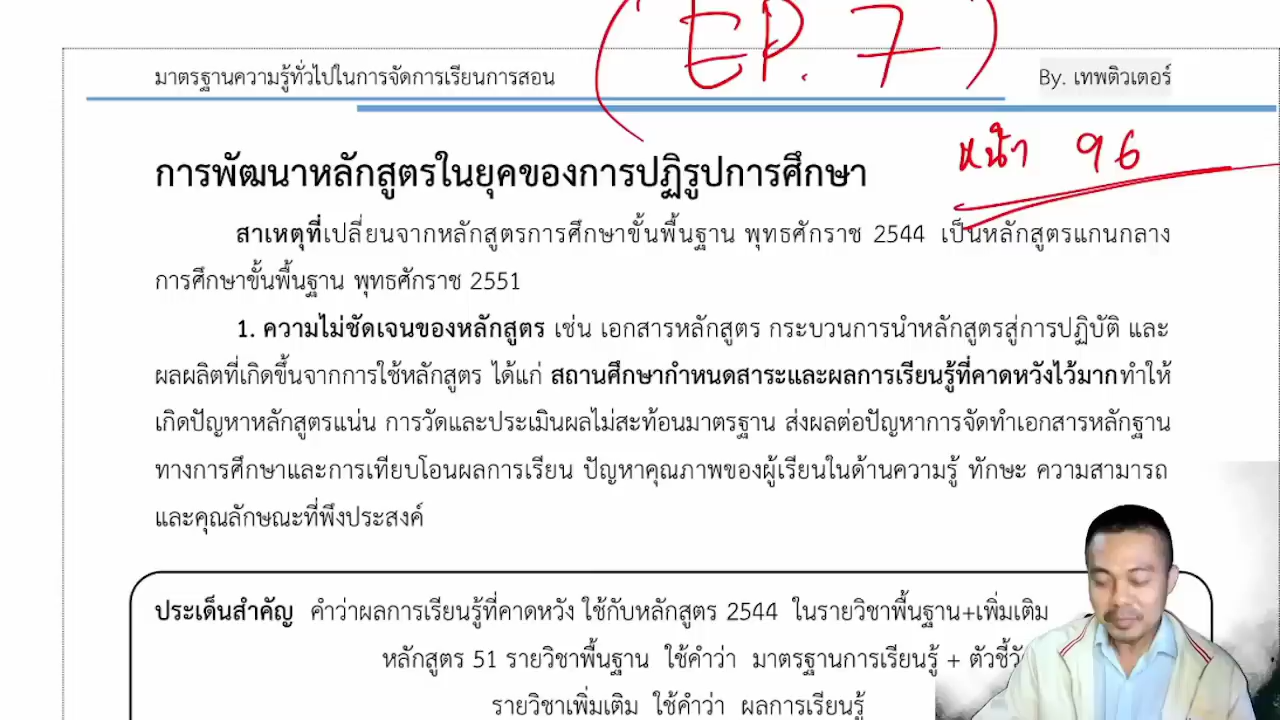 (EP. 7)
มาตรฐานความรู้ทั่วไปในการจัดการเรียนการสอน By. เทพติวเตอร์
หน้า 96
การพัฒนาหลักสูตรในยุคของการปฏิรูปการศึกษา
สาเหตุที่เปลี่ยนจากหลักสูตรการศึกษาขั้นพื้นฐาน พุทธศักราช 2544 เป็นหลักสูตรแกนกลาง
การศึกษาขั้นพื้นฐาน พุทธศักราช 2551
1. ความไม่ชัดเจนของหลักสูตร เช่น เอกสารหลักสูตร กระบวนการนำหลักสูตรสู่การปฏิบัติ และ
ผลผลิตที่เกิดขึ้นจากการใช้หลักสูตร ได้แก่ สถานศึกษากำหนดสาระและผลการเรียนรู้ที่คาดหวังไว้มากทำให้
เกิดปัญหาหลักสูตรแน่น การวัดและประเมินผลไม่สะท้อนมาตรฐาน ส่งผลต่อปัญหาการจัดทำเอกสารหลักฐาน
ทางการศึกษาและการเทียบโอนผลการเรียน ปัญหาคุณภาพของผู้เรียนในด้านความรู้ ทักษะ ความสามารถ
และคุณลักษณะที่พึงประสงค์
ประเด็นสำคัญ คำว่าผลการเรียนรู้ที่คาดหวัง ใช้กับหลักสูตร 2544 ในรายวิชาพื้นฐาน+เพิ่มเติม
หลักสูตร 51 รายวิชาพื้นฐาน ใช้คำว่า มาตรฐานการเรียนรู้ +
รายวิชาเพิ่มเติม ใช้คำว่า ผลการเรียนรู้